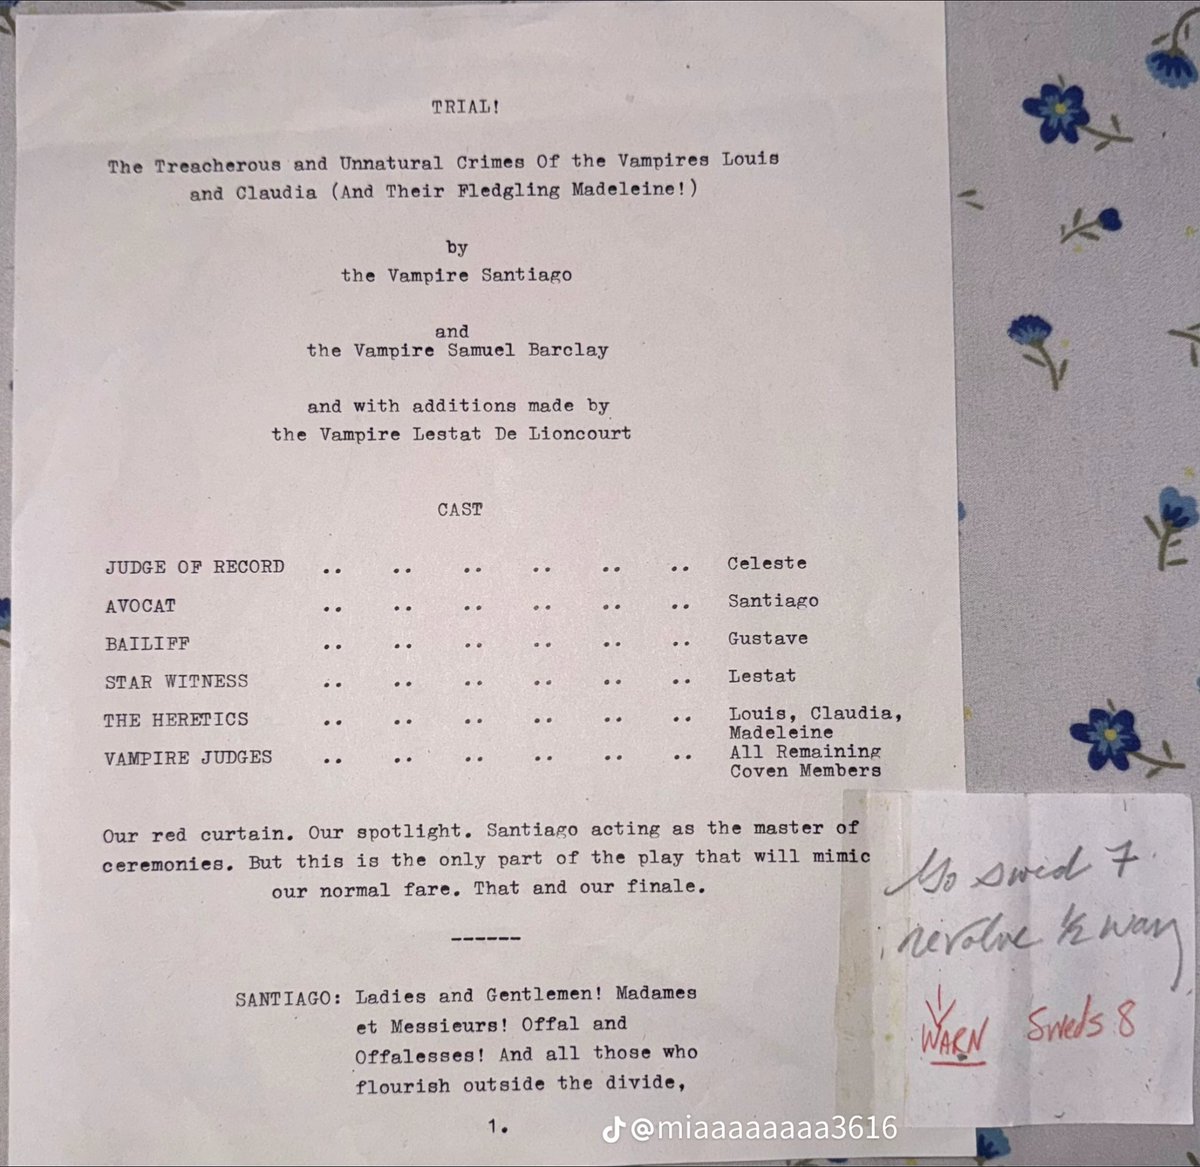 TRIAL!
The Treacherous and Unnatural Crimes Of the Vampires Louis
and Claudia (And Their Fledgling Madeleine!)
by
the Vampire Santiago
and
the Vampire Samuel Barclay
and with additions made by
the Vampire Lestat De Lioncourt
CAST
JUDGE OF RECORD .. .. .. .. .. .. Celeste
AVOCAT .. .. .. .. .. .. Santiago
BAILIFF .. .. .. .. .. .. Gustave
STAR WITNESS .. .. .. .. .. .. Lestat
THE HERETICS .. .. .. .. .. .. Louis, Claudia,
Madeleine
VAMPIRE JUDGES .. .. .. .. .. .. All Remaining
Coven Members
Our red curtain. Our spotlight. Santiago acting as the master of
ceremonies. But this is the only part of the play that will mimic
our normal fare. That and our finale.
------
SANTIAGO: Ladies and Gentlemen! Madames
et Messieurs! Offal and
Offalesses! And all those who
flourish outside the divide,
1.
Go swed 7
revolve ½ way
WARN Sweds 8
@miaaaaaaaa3616